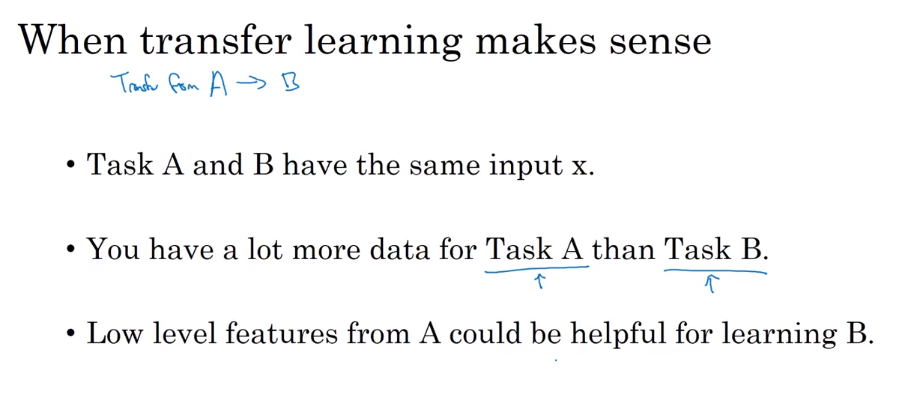 When transfer learning makes sense
Transfer from A → B
• Task A and B have the same input x.
• You have a lot more data for Task A than Task B.
↑ ↑
• Low level features from A could be helpful for learning B.